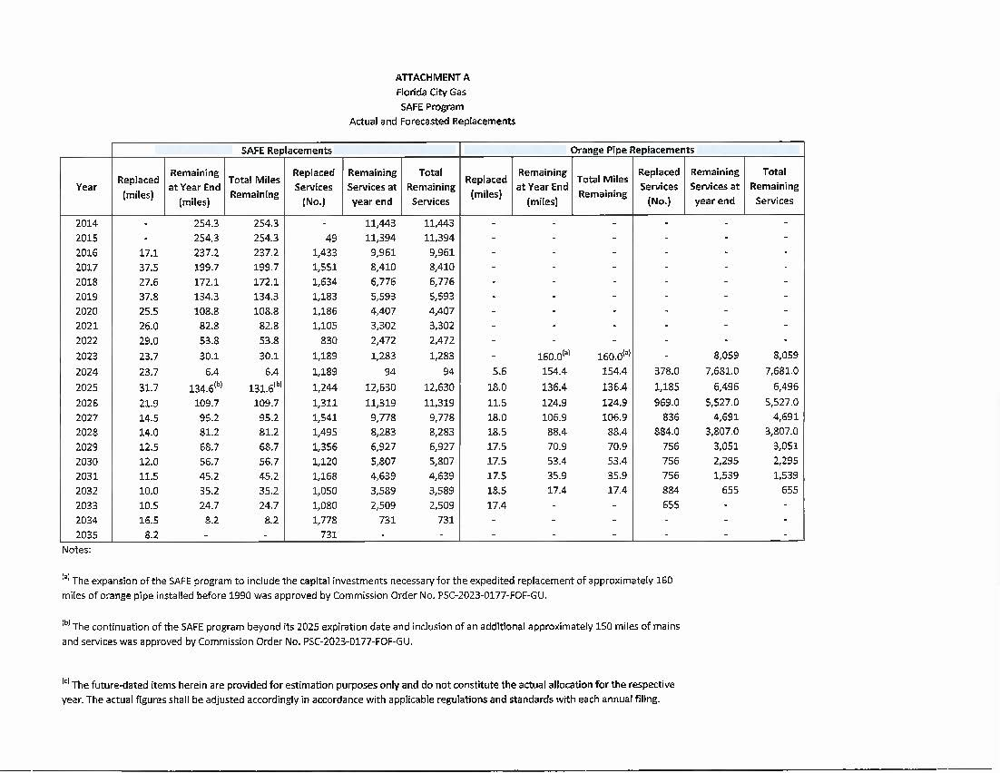 ATTACHMENT A
Florida City Gas
SAFE Program
Actual and Forecasted Replacements
SAFE Replacements Orange Pipe Replacements
Year Replaced (miles) Remaining at Year End (miles) Total Miles Remaining Replaced Services (No.) Remaining Services at year end Total Remaining Services Replaced (miles) Remaining at Year End (miles) Total Miles Remaining Replaced Services (No.) Remaining Services at year end Total Remaining Services
2014 - 254.3 254.3 - 11,443 11,443 - - - - - -
2015 - 254.3 254.3 49 11,394 11,394 - - - - - -
2016 17.1 237.2 237.2 1,433 9,961 9,961 - - - - - -
2017 37.5 199.7 199.7 1,551 8,410 8,410 - - - - - -
2018 27.6 172.1 172.1 1,634 6,776 6,776 - - - - - -
2019 37.8 134.3 134.3 1,183 5,593 5,593 - - - - - -
2020 25.5 108.8 108.8 1,186 4,407 4,407 - - - - - -
2021 26.0 82.8 82.8 1,105 3,302 3,302 - - - - - -
2022 29.0 53.8 53.8 830 2,472 2,472 - - - - - -
2023 23.7 30.1 30.1 1,189 1,283 1,283 - 160.0(a) 160.0(a) - 8,059 8,059
2024 23.7 6.4 6.4 1,189 94 94 5.6 154.4 154.4 378.0 7,681.0 7,681.0
2025 31.7 134.6(b) 131.6(b) 1,244 12,630 12,630 18.0 136.4 136.4 1,185 6,496 6,496
2026 21.9 109.7 109.7 1,311 11,319 11,319 11.5 124.9 124.9 969.0 5,527.0 5,527.0
2027 14.5 95.2 95.2 1,541 9,778 9,778 18.0 106.9 106.9 836 4,691 4,691
2028 14.0 81.2 81.2 1,495 8,283 8,283 18.5 88.4 88.4 884.0 3,807.0 3,807.0
2029 12.5 68.7 68.7 1,356 6,927 6,927 17.5 70.9 70.9 756 3,051 3,051
2030 12.0 56.7 56.7 1,120 5,807 5,807 17.5 53.4 53.4 756 2,295 2,295
2031 11.5 45.2 45.2 1,168 4,639 4,639 17.5 35.9 35.9 756 1,539 1,539
2032 10.0 35.2 35.2 1,050 3,589 3,589 18.5 17.4 17.4 884 655 655
2033 10.5 24.7 24.7 1,080 2,509 2,509 17.4 - - 655 - -
2034 16.5 8.2 8.2 1,778 731 731 - - - - - -
2035 8.2 - - 731 - - - - - - - -
Notes:
(a) The expansion of the SAFE program to include the capital investments necessary for the expedited replacement of approximately 160
miles of orange pipe installed before 1990 was approved by Commission Order No. PSC-2023-0177-FOF-GU.
(b) The continuation of the SAFE program beyond its 2025 expiration date and inclusion of an additional approximately 150 miles of mains
and services was approved by Commission Order No. PSC-2023-0177-FOF-GU.
(c) The future-dated items herein are provided for estimation purposes only and do not constitute the actual allocation for the respective
year. The actual figures shall be adjusted accordingly in accordance with applicable regulations and standards with each annual filing.